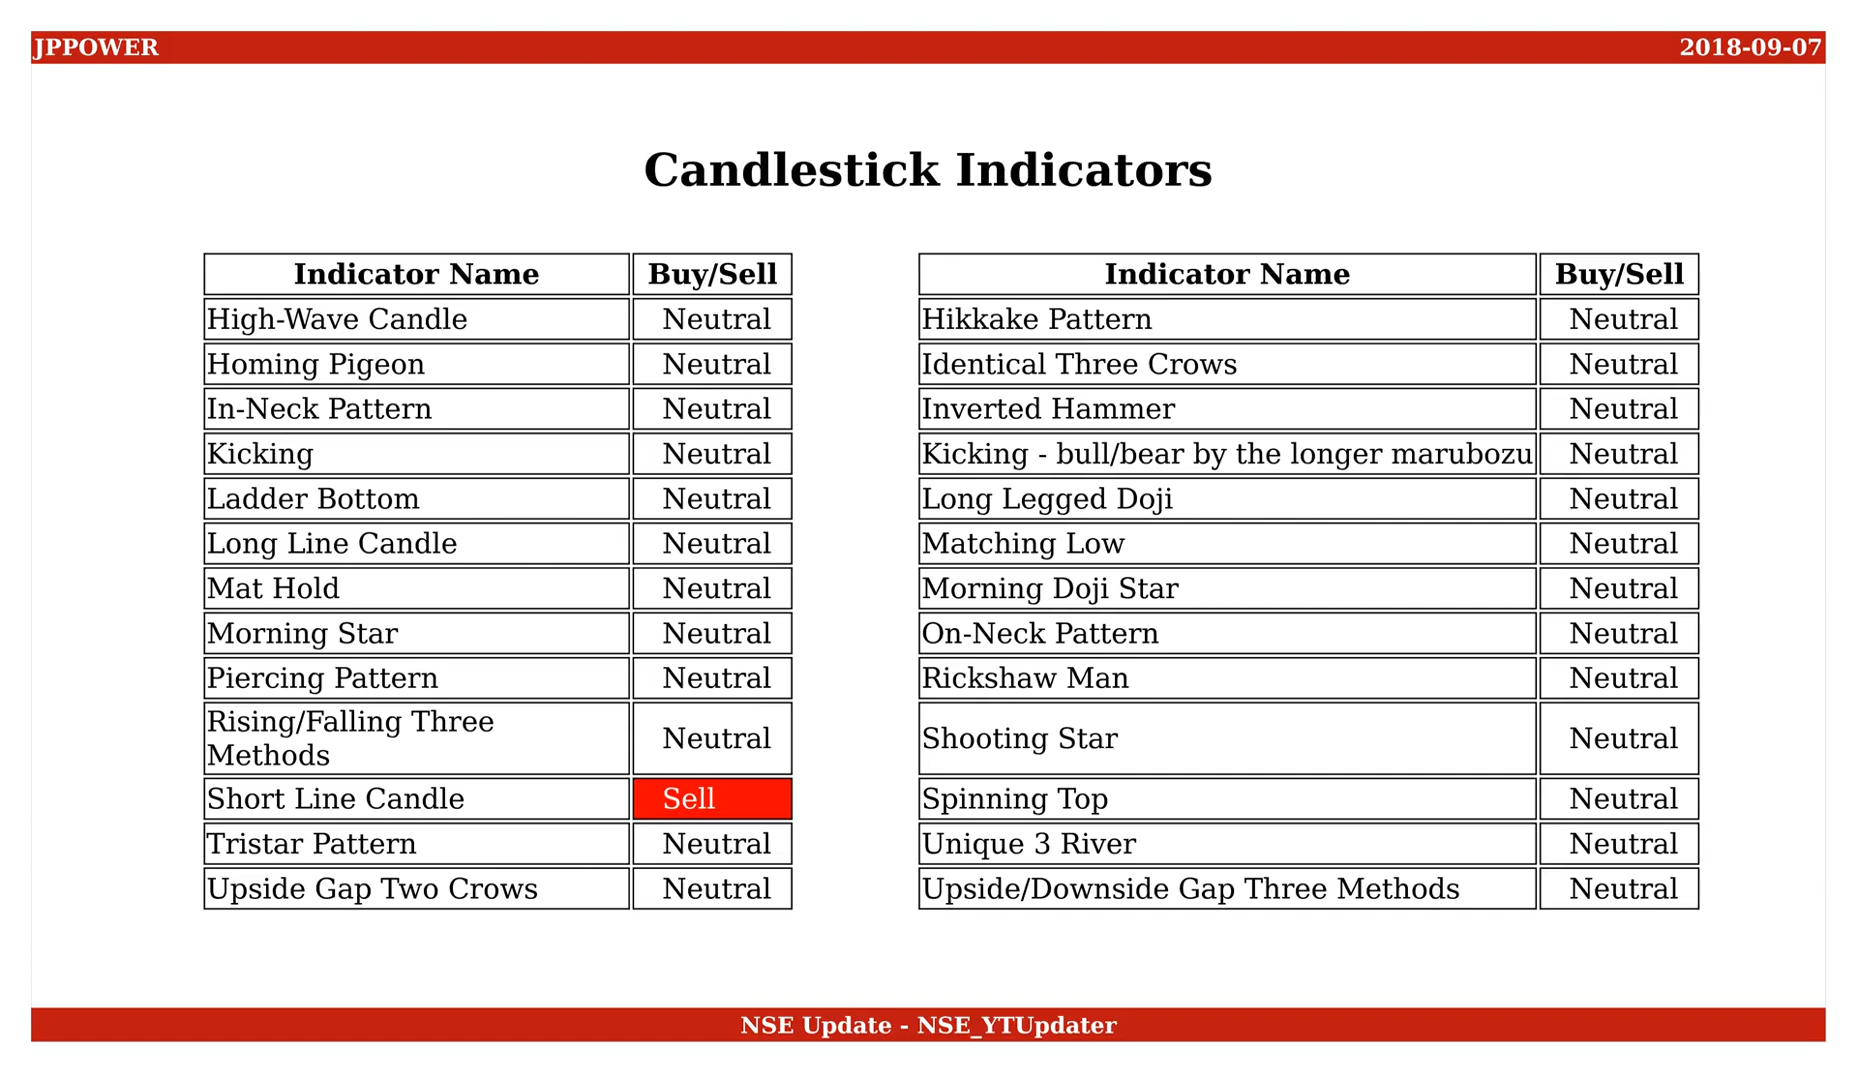 JPPOWER 2018-09-07
Candlestick Indicators
Indicator Name Buy/Sell
High-Wave Candle Neutral
Homing Pigeon Neutral
In-Neck Pattern Neutral
Kicking Neutral
Ladder Bottom Neutral
Long Line Candle Neutral
Mat Hold Neutral
Morning Star Neutral
Piercing Pattern Neutral
Rising/Falling Three
Methods Neutral
Short Line Candle Sell
Tristar Pattern Neutral
Upside Gap Two Crows Neutral
Indicator Name Buy/Sell
Hikkake Pattern Neutral
Identical Three Crows Neutral
Inverted Hammer Neutral
Kicking - bull/bear by the longer marubozu Neutral
Long Legged Doji Neutral
Matching Low Neutral
Morning Doji Star Neutral
On-Neck Pattern Neutral
Rickshaw Man Neutral
Shooting Star Neutral
Spinning Top Neutral
Unique 3 River Neutral
Upside/Downside Gap Three Methods Neutral
NSE Update - NSE_YTUpdater